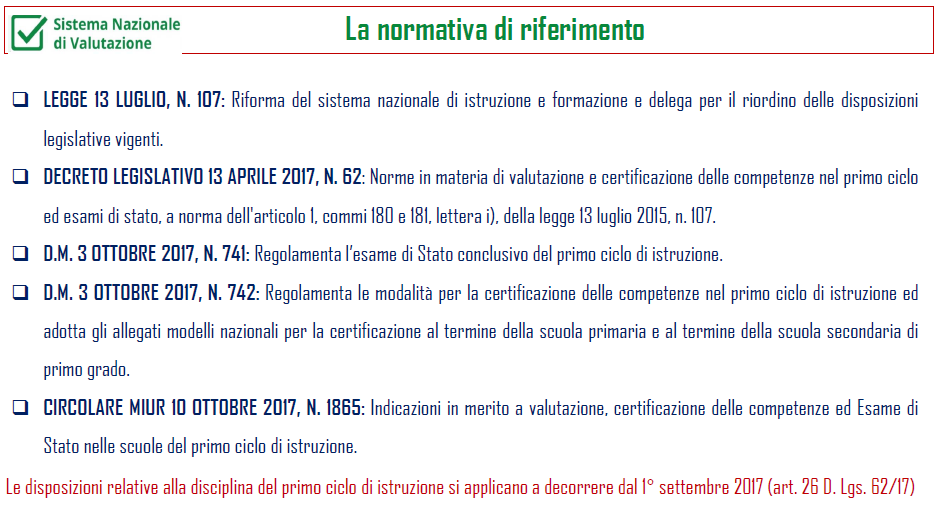 Sistema Nazionale
di Valutazione
La normativa di riferimento
LEGGE 13 LUGLIO, N. 107: Riforma del sistema nazionale di istruzione e formazione e delega per il riordino delle disposizioni
legislative vigenti.
DECRETO LEGISLATIVO 13 APRILE 2017, N. 62: Norme in materia di valutazione e certificazione delle competenze nel primo ciclo
ed esami di stato, a norma dell'articolo 1, commi 180 e 181, lettera i), della legge 13 luglio 2015, n. 107.
D.M. 3 OTTOBRE 2017, N. 741: Regolamenta l'esame di Stato conclusivo del primo ciclo di istruzione.
D.M. 3 OTTOBRE 2017, N. 742: Regolamenta le modalità per la certificazione delle competenze nel primo ciclo di istruzione ed
adotta gli allegati modelli nazionali per la certificazione al termine della scuola primaria e al termine della scuola secondaria di
primo grado.
CIRCOLARE MIUR 10 OTTOBRE 2017, N. 1865: Indicazioni in merito a valutazione, certificazione delle competenze ed Esame di
Stato nelle scuole del primo ciclo di istruzione.
Le disposizioni relative alla disciplina del primo ciclo di istruzione si applicano a decorrere dal 1° settembre 2017 (art. 26 D. Lgs. 62/17)